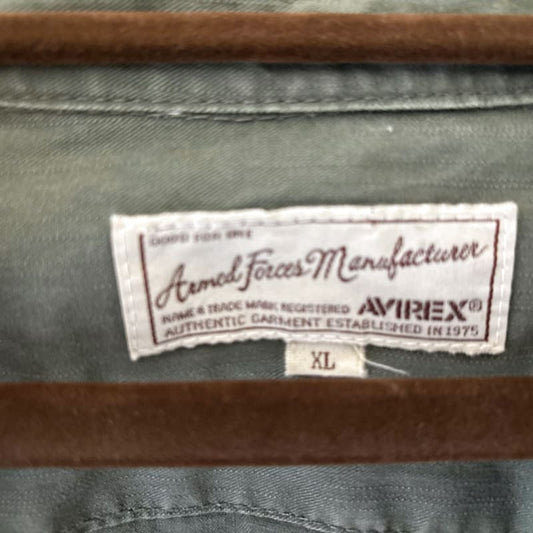 Armed Forces Manufacturer
NAME & TRADE MARK REGISTERED AVIREX®
AUTHENTIC GARMENT ESTABLISHED IN 1975
XL